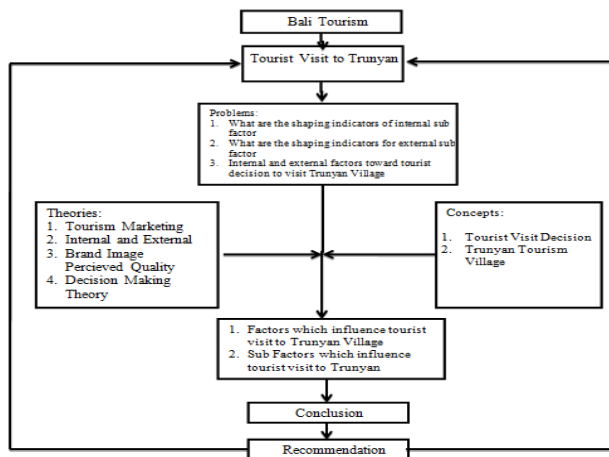 Bali Tourism
Tourist Visit to Trunyan
Problems:
1. What are the shaping indicators of internal sub
factor
2. What are the shaping indicators for external sub
factor
3. Internal and external factors toward tourist
decision to visit Trunyan Village
Theories:
1. Tourism Marketing
2. Internal and External
3. Brand Image
Percieved Quality
4. Decision Making
Theory
Concepts:
1. Tourist Visit Decision
2. Trunyan Tourism
Village
1. Factors which influence tourist
visit to Trunyan Village
2. Sub Factors which influence
tourist visit to Trunyan
Conclusion
Recommendation